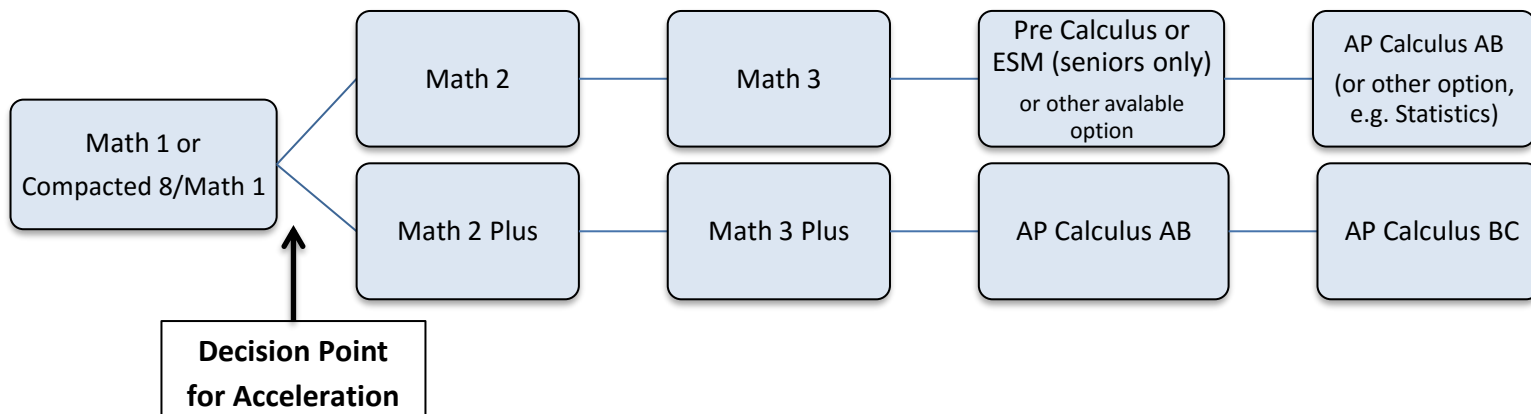 Math 1 or
Compacted 8/Math 1
Math 2
Math 3
Pre Calculus or
ESM (seniors only)
or other avalable
option
AP Calculus AB
(or other option,
e.g. Statistics)
Math 2 Plus
Math 3 Plus
AP Calculus AB
AP Calculus BC
Decision Point
for Acceleration